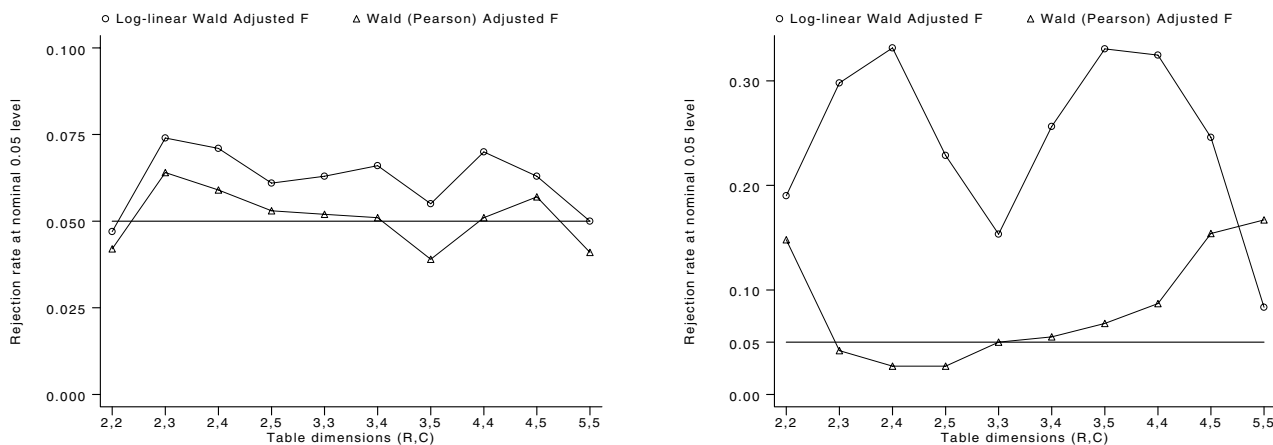 Log-linear Wald Adjusted F Wald (Pearson) Adjusted F
Rejection rate at nominal 0.05 level
0.100
0.075
0.050
0.025
0.000
2,2 2,3 2,4 2,5 3,3 3,4 3,5 4,4 4,5 5,5
Table dimensions (R,C)
Log-linear Wald Adjusted F Wald (Pearson) Adjusted F
Rejection rate at nominal 0.05 level
0.30
0.20
0.10
0.05
0.00
2,2 2,3 2,4 2,5 3,3 3,4 3,5 4,4 4,5 5,5
Table dimensions (R,C)